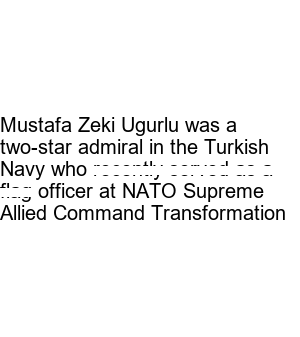 Mustafa Zeki Ugurlu was a
two-star admiral in the Turkish
Navy who recently served as a
flag officer at NATO Supreme
Allied Command Transformation